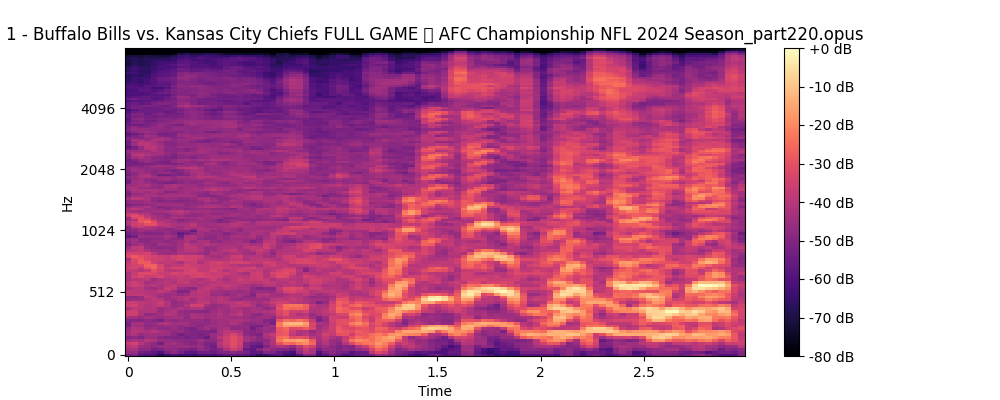 1 - Buffalo Bills vs. Kansas City Chiefs FULL GAME ▯ AFC Championship NFL 2024 Season_part220.opus
+0 dB
-10 dB
-20 dB
-30 dB
-40 dB
-50 dB
-60 dB
-70 dB
-80 dB
4096
2048
1024
512
0
Hz
0 0.5 1 1.5 2 2.5
Time